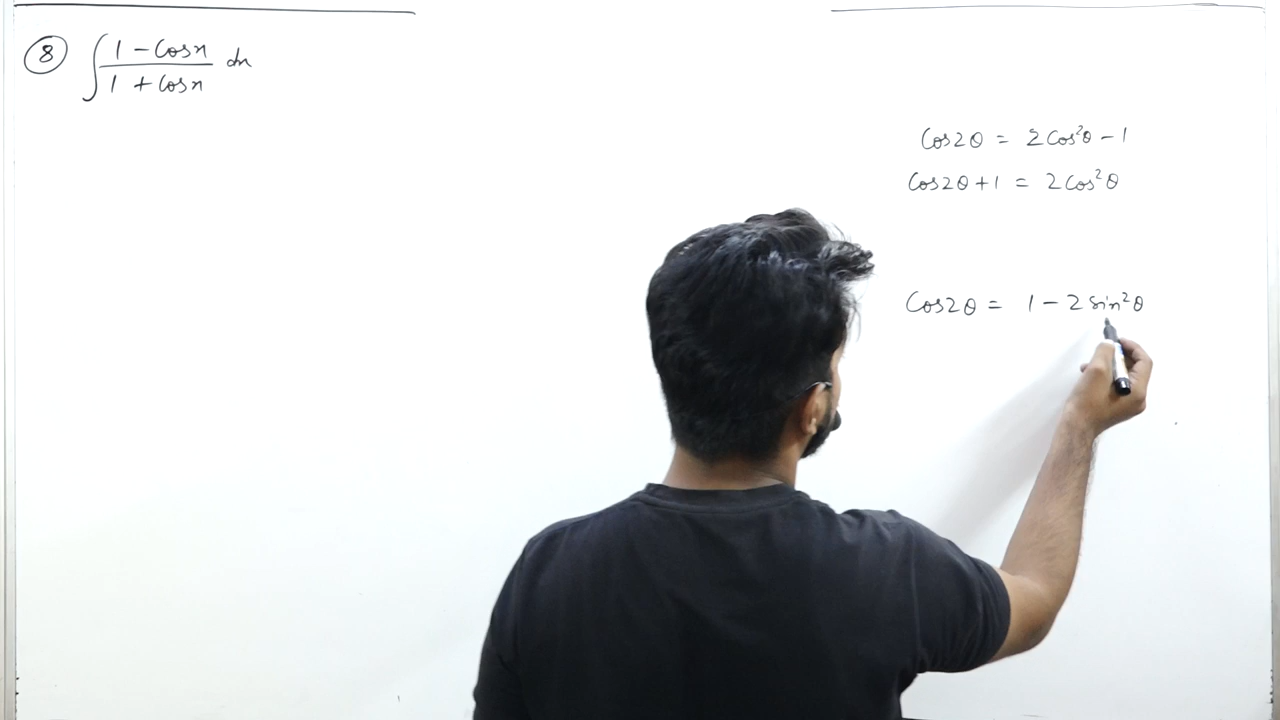 ⑧ ∫ (1 - Cosx)/(1 + Cosx) dx
Cos2θ = 2Cos²θ - 1
Cos2θ + 1 = 2Cos²θ
Cos2θ = 1 - 2 sin²θ